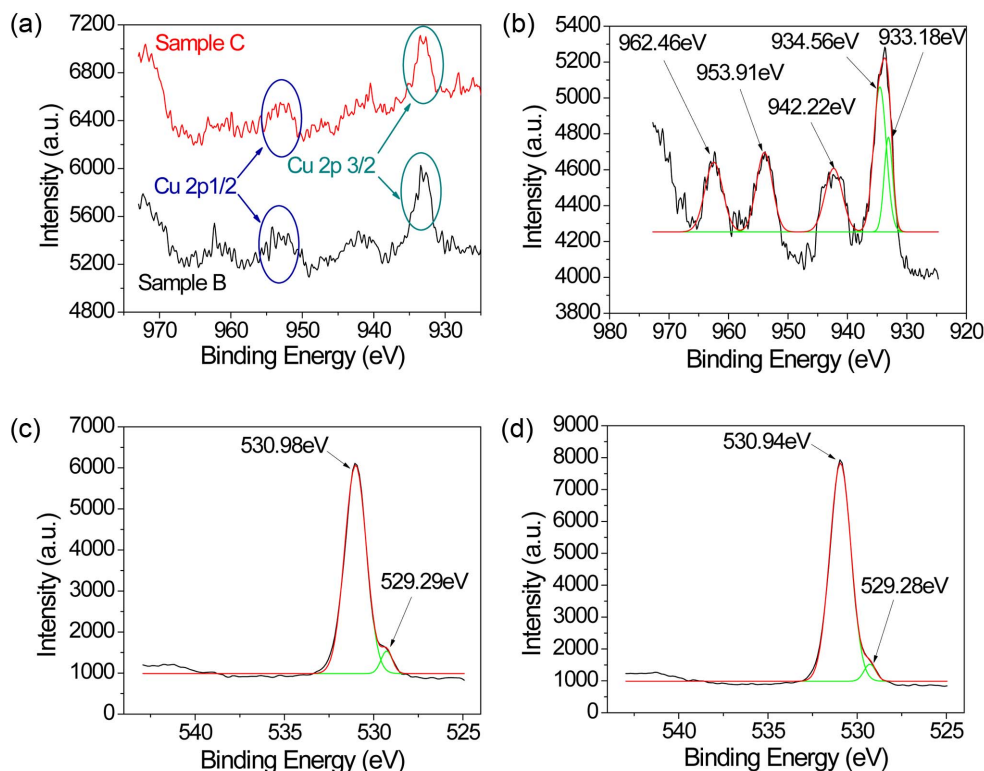 (a)
7200
6800
6400
6000
5600
5200
4800
Intensity (a.u.)
Sample C
Cu 2p 3/2
Cu 2p1/2
Sample B
970 960 950 940 930
Binding Energy (eV)
(b)
5400
5200
5000
4800
4600
4400
4200
4000
3800
Intensity (a.u.)
962.46eV
953.91eV
942.22eV
934.56eV
933.18eV
980 970 960 950 940 930 920
Binding Energy (eV)
(c)
7000
6000
5000
4000
3000
2000
1000
0
Intensity (a.u.)
530.98eV
529.29eV
540 535 530 525
Binding Energy (eV)
(d)
9000
8000
7000
6000
5000
4000
3000
2000
1000
0
Intensity (a.u.)
530.94eV
529.28eV
540 535 530 525
Binding Energy (eV)